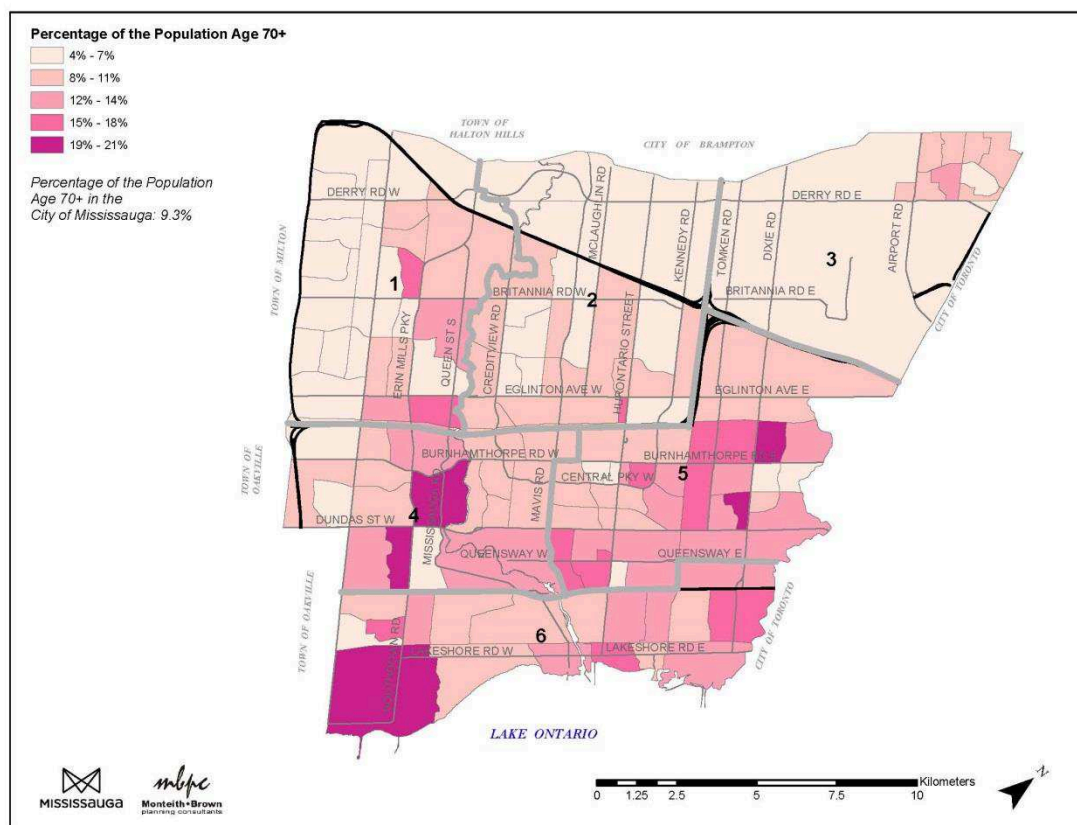 Percentage of the Population Age 70+
4% - 7%
8% - 11%
12% - 14%
15% - 18%
19% - 21%
Percentage of the Population
Age 70+ in the
City of Mississauga: 9.3%
TOWN OF
HALTON HILLS
CITY OF BRAMPTON
DERRY RD W
MCLAUGHLIN RD
DERRY RD E
TOWN OF MILTON
KENNEDY RD
TOMKEN RD
DIXIE RD
AIRPORT RD
3
1
2
BRITANNIA RD W
BRITANNIA RD E
CITY OF TORONTO
ERIN MILLS PKY
QUEEN ST S
CREDITVIEW RD
HURONTARIO STREET
EGLINTON AVE W
EGLINTON AVE E
TOWN OF
OAKVILLE
BURNHAMTHORPE RD W
BURNHAMTHORPE
CENTRAL PKY W
5
MAVIS RD
MISSISSAUGA RD
4
DUNDAS ST W
QUEENSWAY W
QUEENSWAY E
TOWN OF OAKVILLE
6
CITY OF TORONTO
LAKESHORE RD W
LAKESHORE RD E
LAKE ONTARIO
MISSISSAUGA
mbpc
Monteith•Brown
planning consultants
Kilometers
0 1.25 2.5 5 7.5 10
N